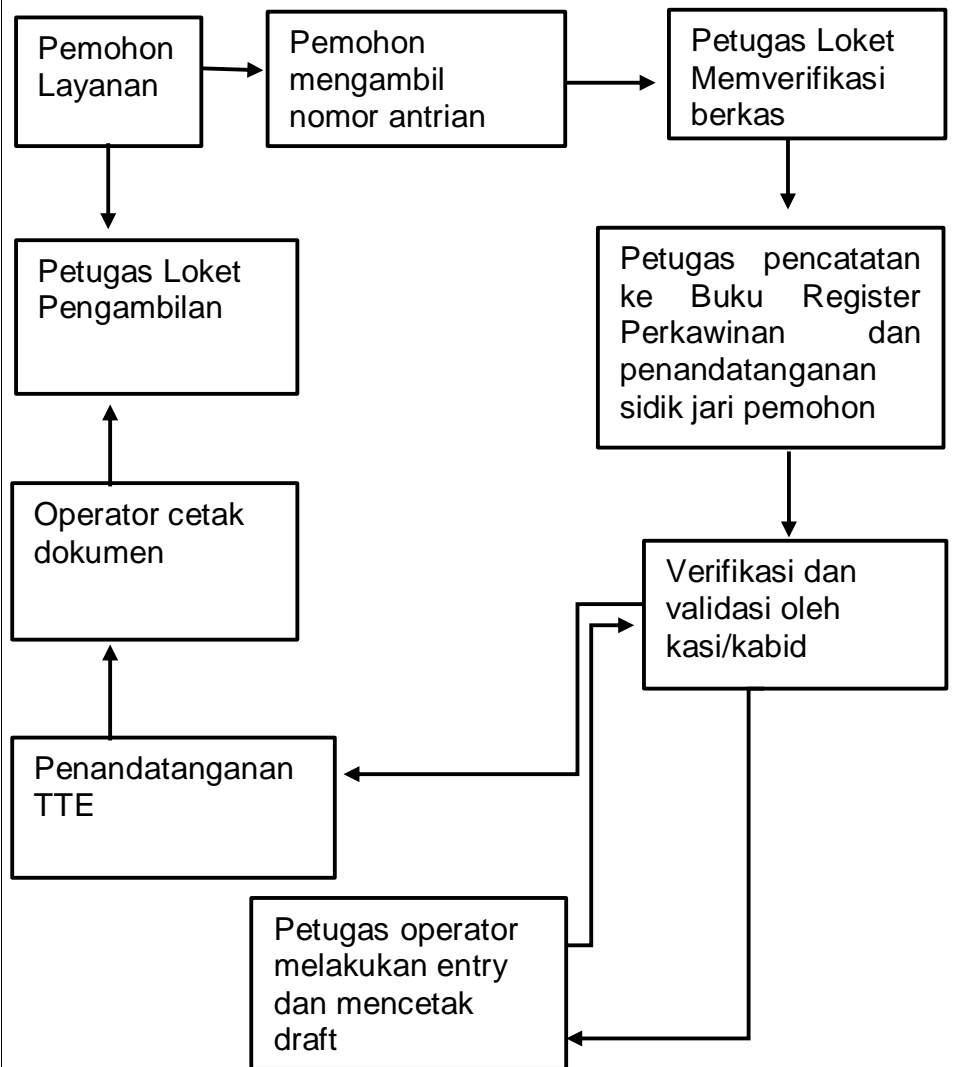 Pemohon
Layanan
Pemohon
mengambil
nomor antrian
Petugas Loket
Memverifikasi
berkas
Petugas Loket
Pengambilan
Petugas pencatatan
ke Buku Register
Perkawinan dan
penandatanganan
sidik jari pemohon
Operator cetak
dokumen
Verifikasi dan
validasi oleh
kasi/kabid
Penandatanganan
TTE
Petugas operator
melakukan entry
dan mencetak
draft